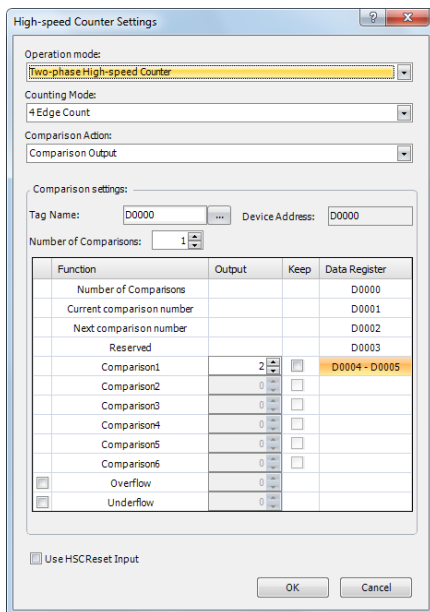 High-speed Counter Settings
Operation mode:
Two-phase High-speed Counter
Counting Mode:
4 Edge Count
Comparison Action:
Comparison Output
Comparison settings:
Tag Name: D0000 ... Device Address: D0000
Number of Comparisons: 1
Function Output Keep Data Register
Number of Comparisons D0000
Current comparison number D0001
Next comparison number D0002
Reserved D0003
Comparison1 2 D0004 - D0005
Comparison2 0
Comparison3 0
Comparison4 0
Comparison5 0
Comparison6 0
Overflow 0
Underflow 0
Use HSCReset Input
OK Cancel